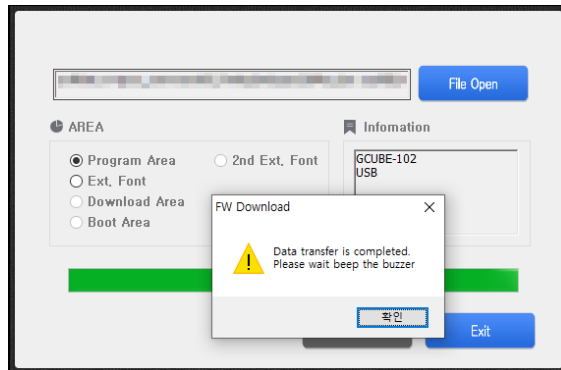 File Open
AREA
Infomation
Program Area
2nd Ext. Font
Ext. Font
Download Area
Boot Area
GCUBE-102
USB
FW Download
Data transfer is completed.
Please wait beep the buzzer
확인
Exit